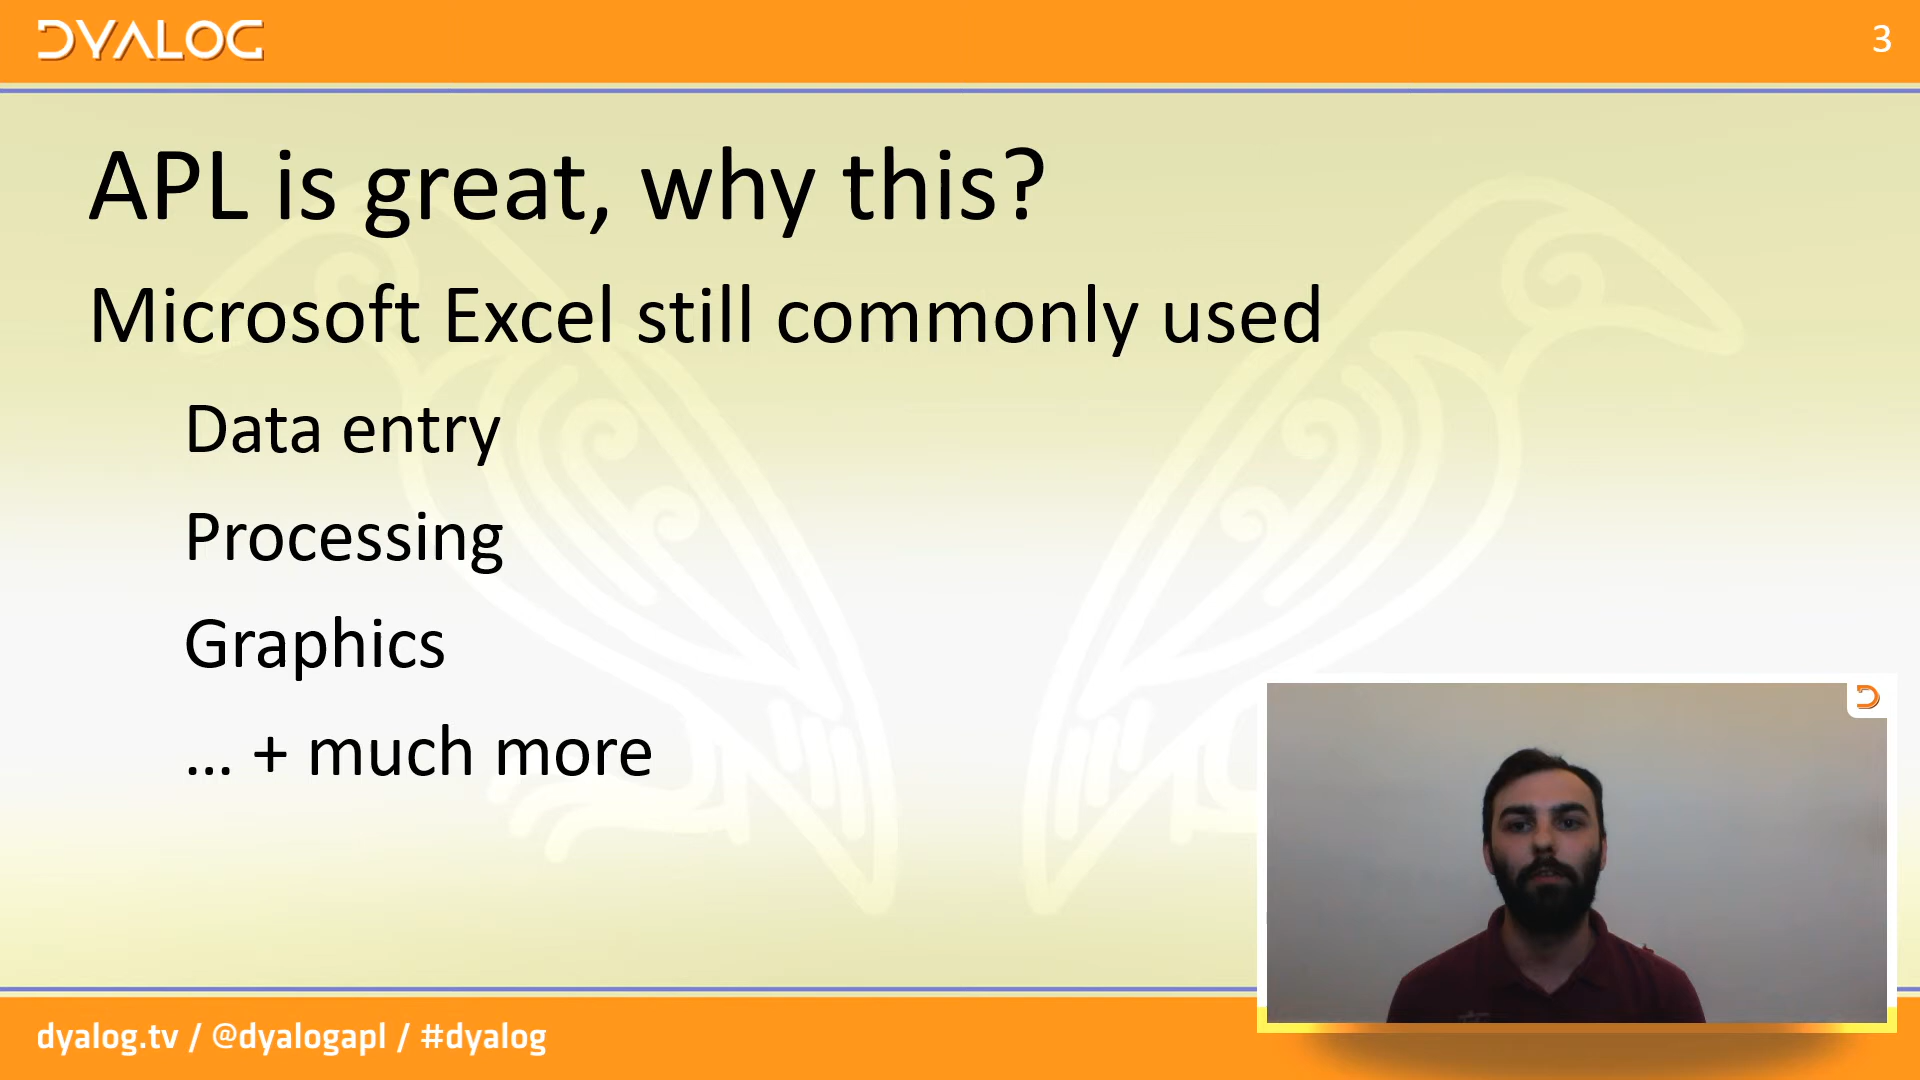 DYALOG
3
APL is great, why this?
Microsoft Excel still commonly used
Data entry
Processing
Graphics
... + much more
dyalog.tv / @dyalogapl / #dyalog